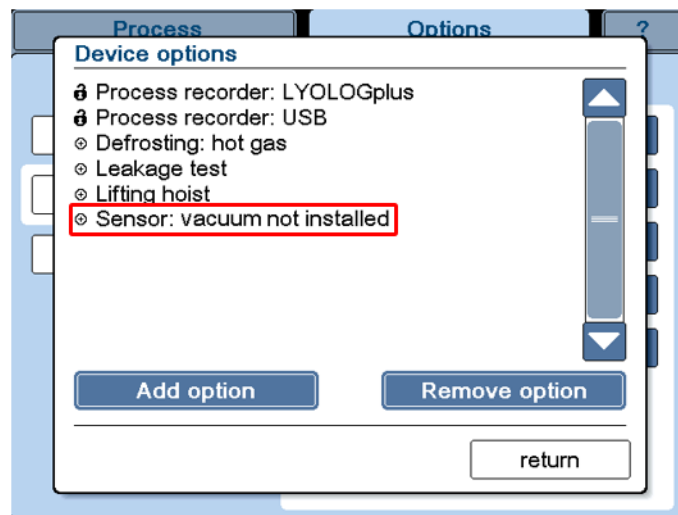 Process Options ?
Device options
Process recorder: LYOLOGplus
Process recorder: USB
Defrosting: hot gas
Leakage test
Lifting hoist
Sensor: vacuum not installed
Add option Remove option
return